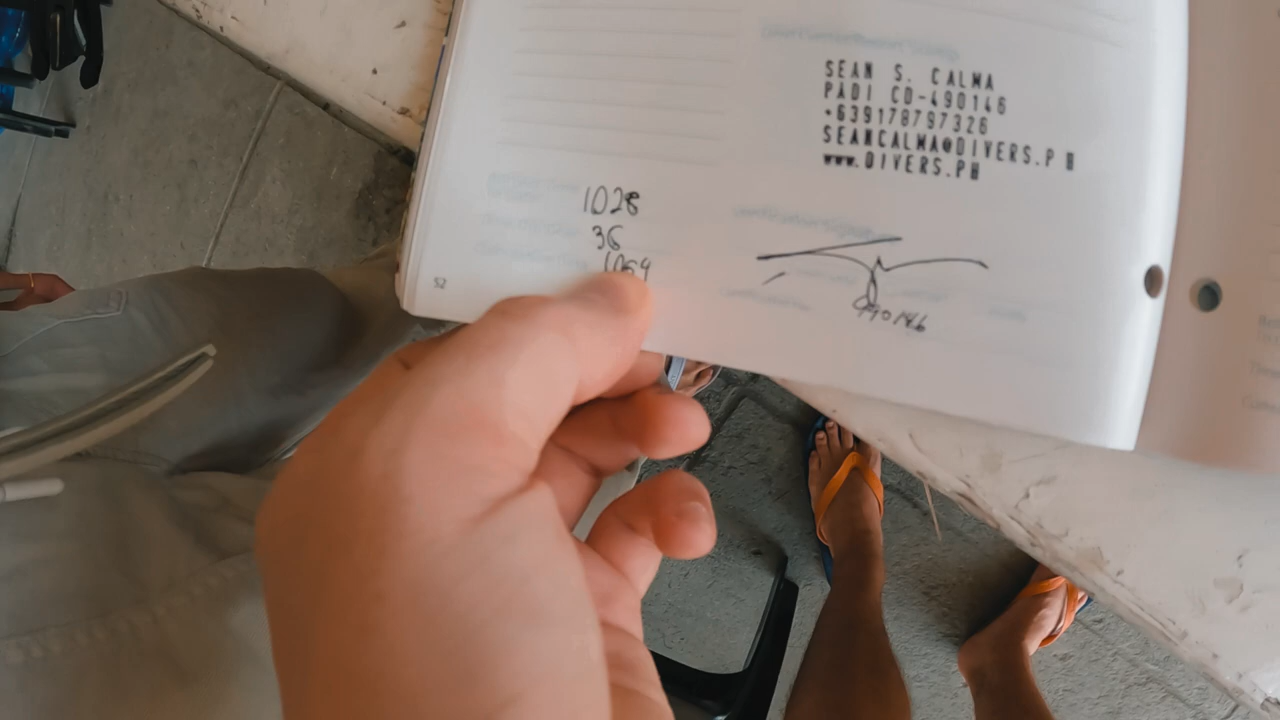 SEAN S. CALMA
PADI CD-490146
+639178797326
SEANCALMA@DIVERS.PH
www.DIVERS.PH
1028
36
1064
490146
52